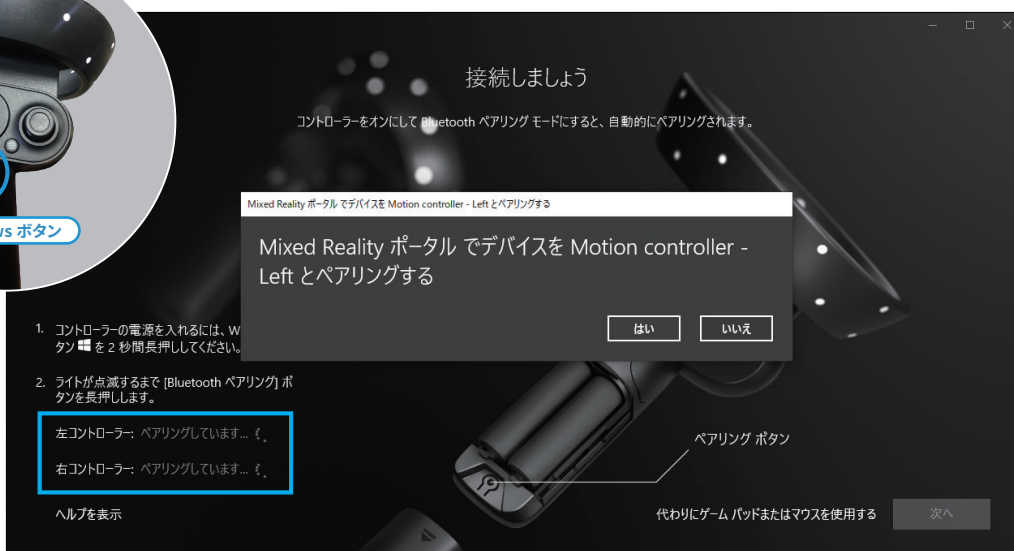 接続しましょう
コントローラーをオンにして Bluetooth ペアリング モードにすると、自動的にペアリングされます。
Mixed Reality ポータル でデバイスを Motion controller - Left とペアリングする
Mixed Reality ポータル でデバイスを Motion controller -
Left とペアリングする
はい
いいえ
ボタン
1. コントローラーの電源を入れるには、W
タン を 2 秒間長押ししてください。
2. ライトが点滅するまで [Bluetooth ペアリング] ボ
タンを長押しします。
左コントローラー: ペアリングしています...
右コントローラー: ペアリングしています...
ペアリング ボタン
ヘルプを表示
代わりにゲーム パッドまたはマウスを使用する
次へ